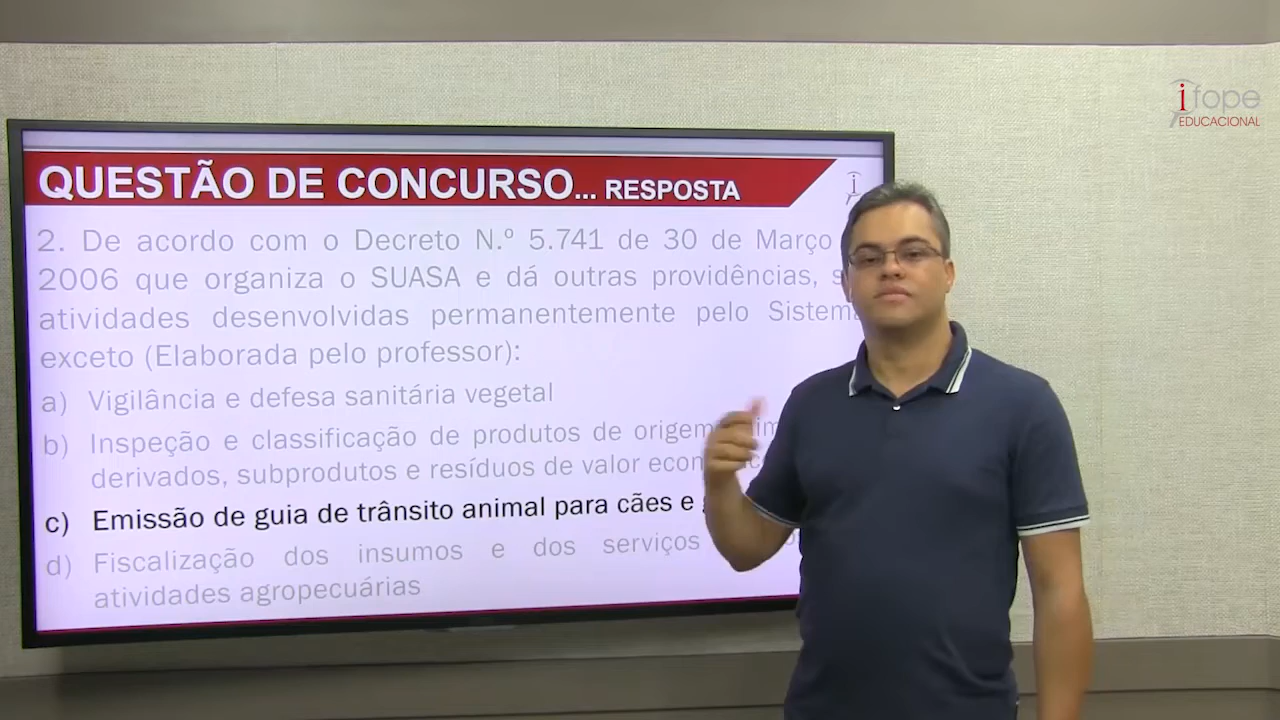 ifope
EDUCACIONAL
QUESTÃO DE CONCURSO... RESPOSTA
2. De acordo com o Decreto N.º 5.741 de 30 de Março
2006 que organiza o SUASA e dá outras providências,
atividades desenvolvidas permanentemente pelo Sistema
exceto (Elaborada pelo professor):
a) Vigilância e defesa sanitária vegetal
b) Inspeção e classificação de produtos de origem
derivados, subprodutos e resíduos de valor
c) Emissão de guia de trânsito animal para cães e
d) Fiscalização dos insumos e dos serviços
atividades agropecuárias